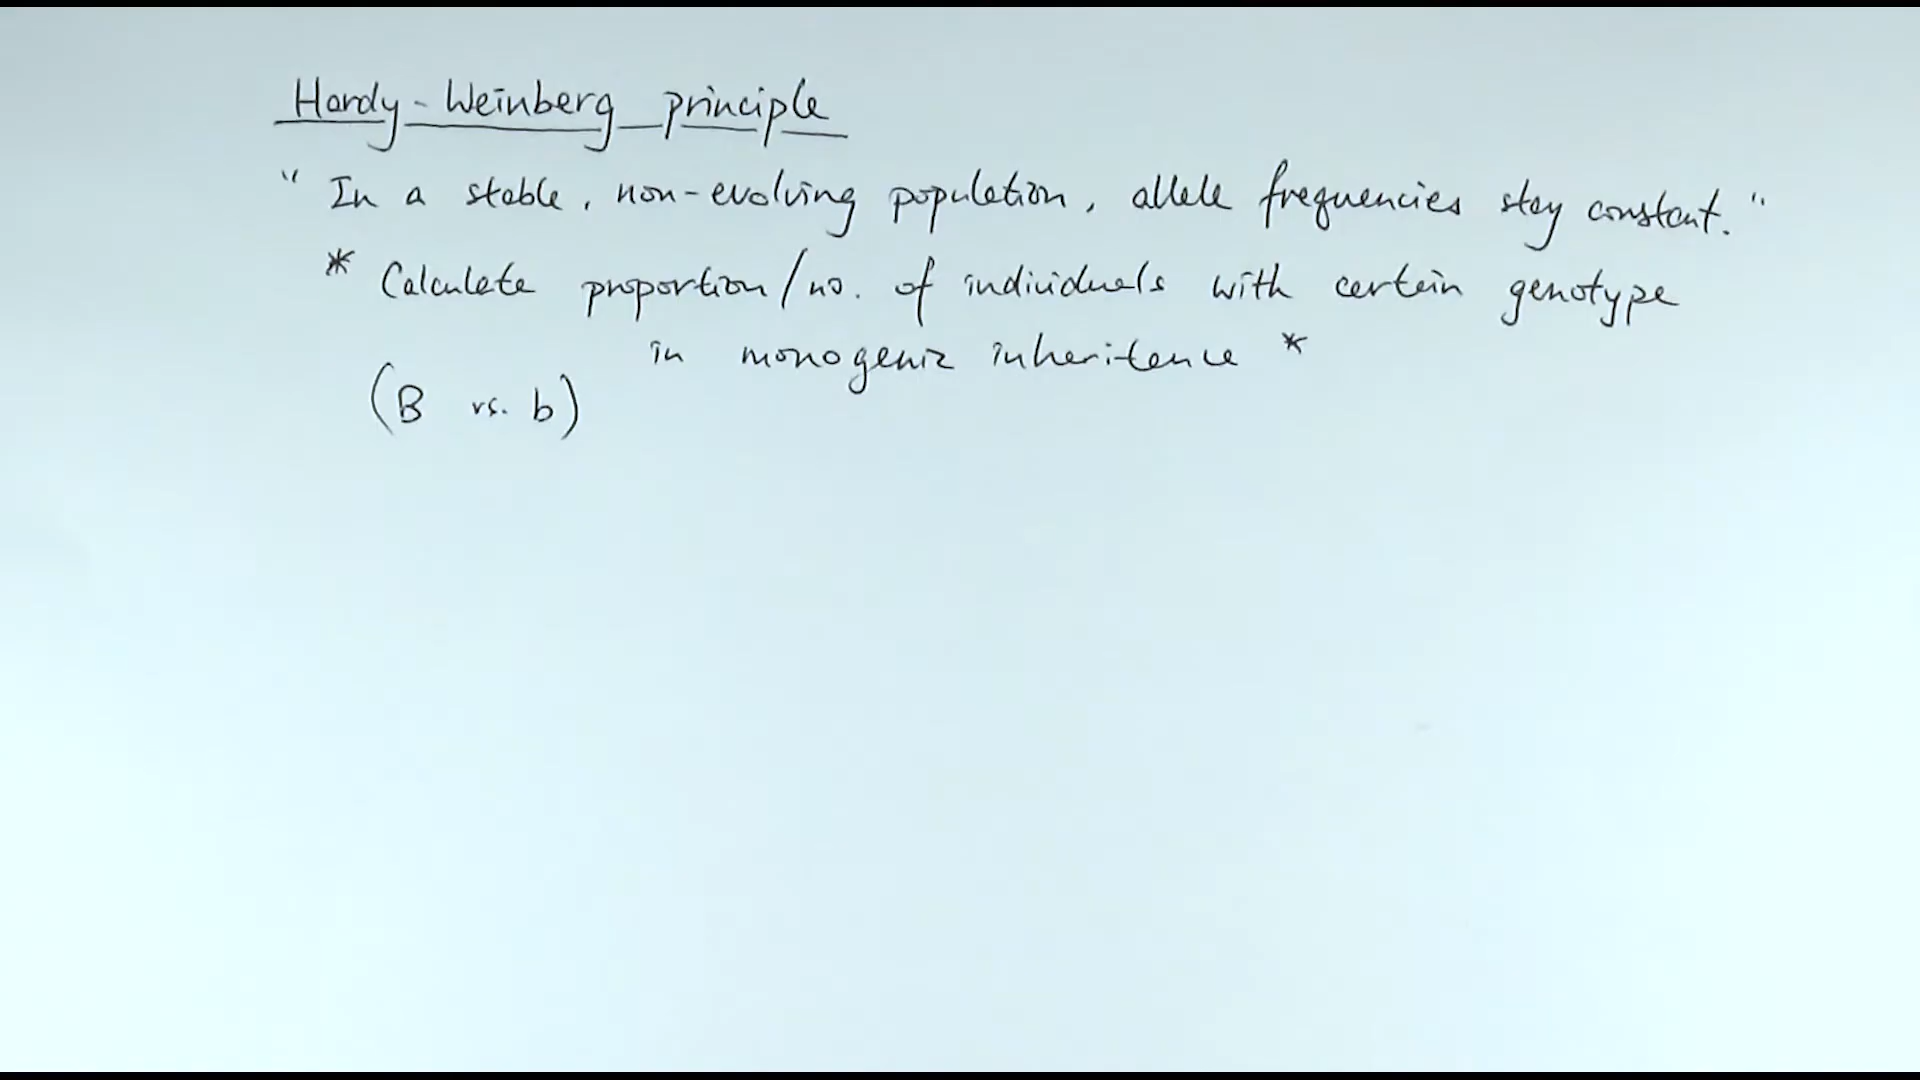 Hardy-Weinberg principle
" In a stable, non-evolving population, allele frequencies stay constant. "
* Calculate proportion/no. of individuals with certain genotype
in monogenic inheritence *
(B vs. b)